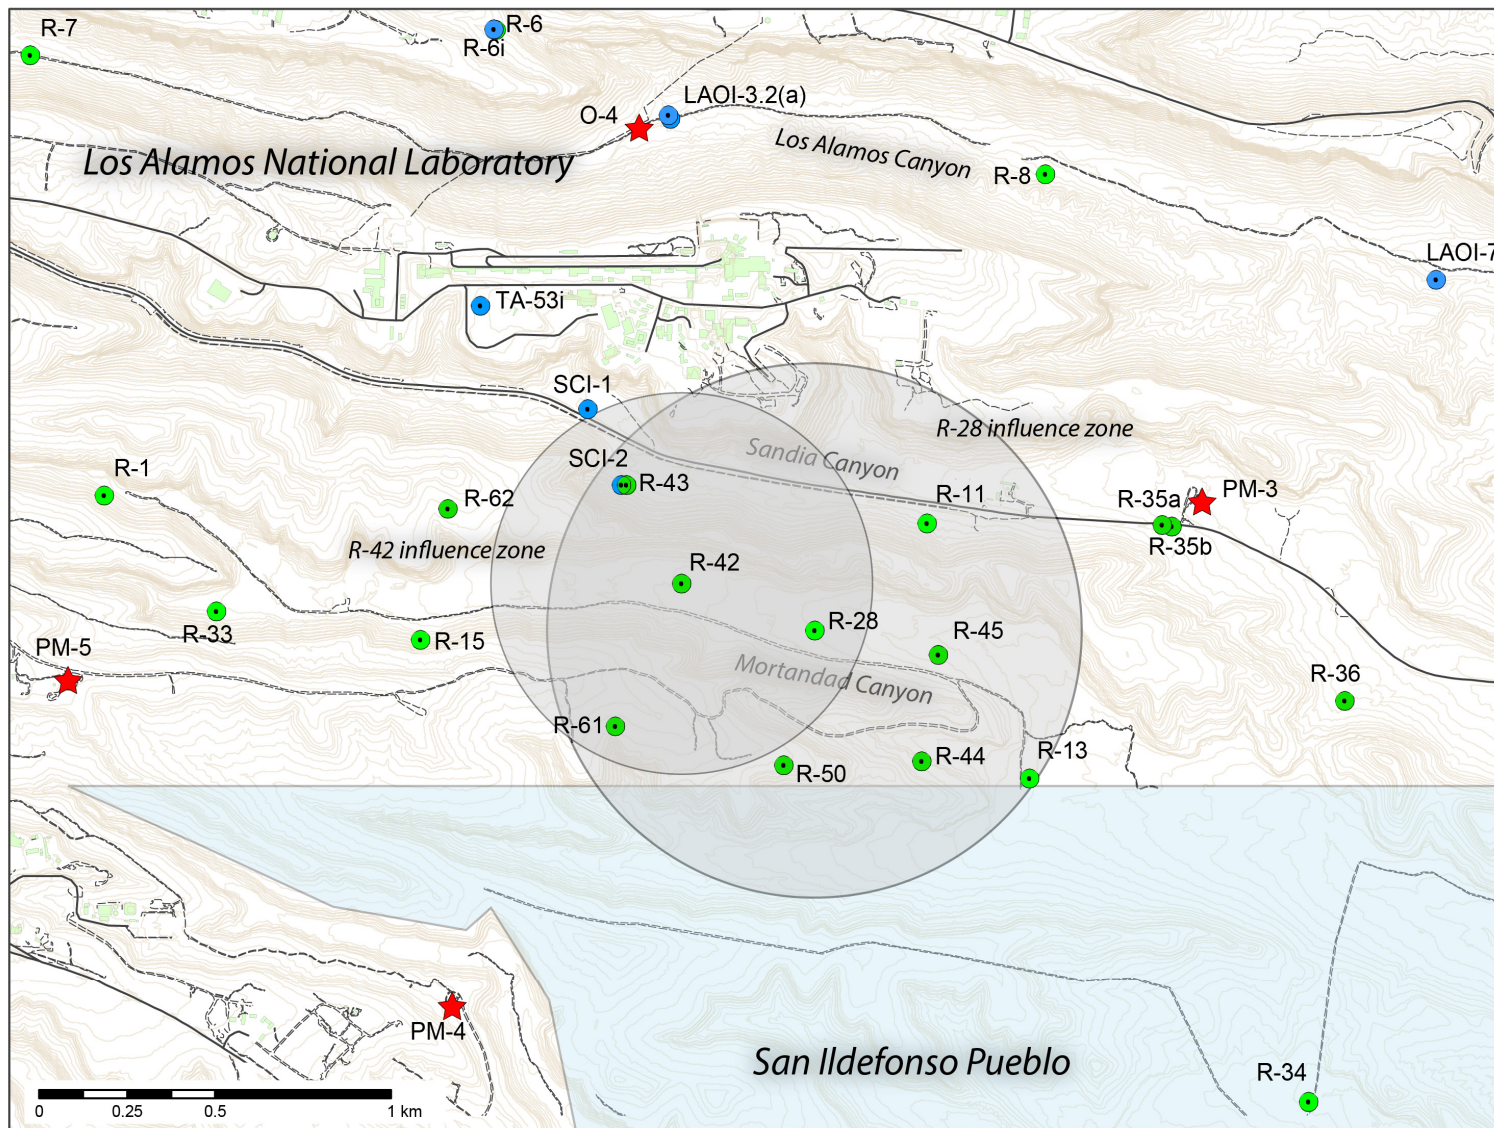 R-7
R-6
R-6i
LAOI-3.2(a)
O-4
Los Alamos National Laboratory
Los Alamos Canyon
R-8
LAOI-7
TA-53i
SCI-1
R-28 influence zone
Sandia Canyon
R-1
SCI-2
R-43
R-62
R-11
R-35a
PM-3
R-35b
R-42 influence zone
R-42
R-33
R-15
R-28
R-45
PM-5
Mortandad Canyon
R-36
R-61
R-50
R-44
R-13
PM-4
San Ildefonso Pueblo
R-34
0 0.25 0.5 1 km